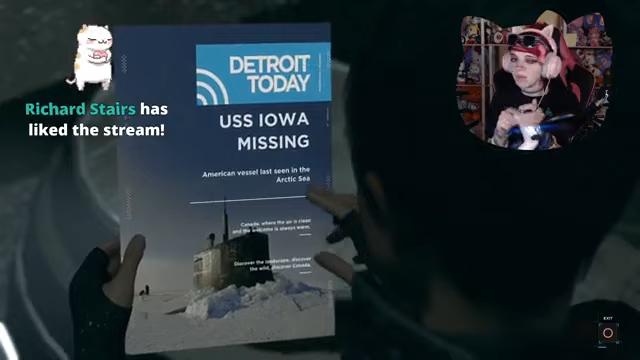 Richard Stairs has
liked the stream!
DETROIT
TODAY
USS IOWA
MISSING
American vessel last seen in the
Arctic Sea
Canada, where the air is clean
and the welcome is always warm.
Discover the landscape, discover
the wild, discover Canada.
EXIT